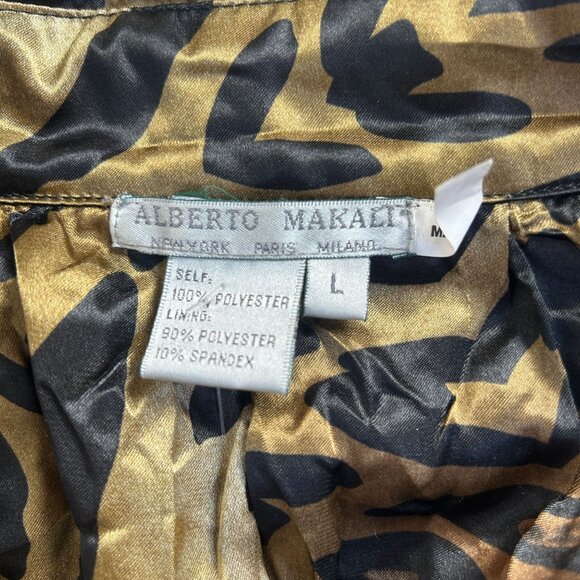 ALBERTO MAKALI
NEW YORK PARIS MILANO
SELF:
100% POLYESTER
LINING:
90% POLYESTER
10% SPANDEX
L